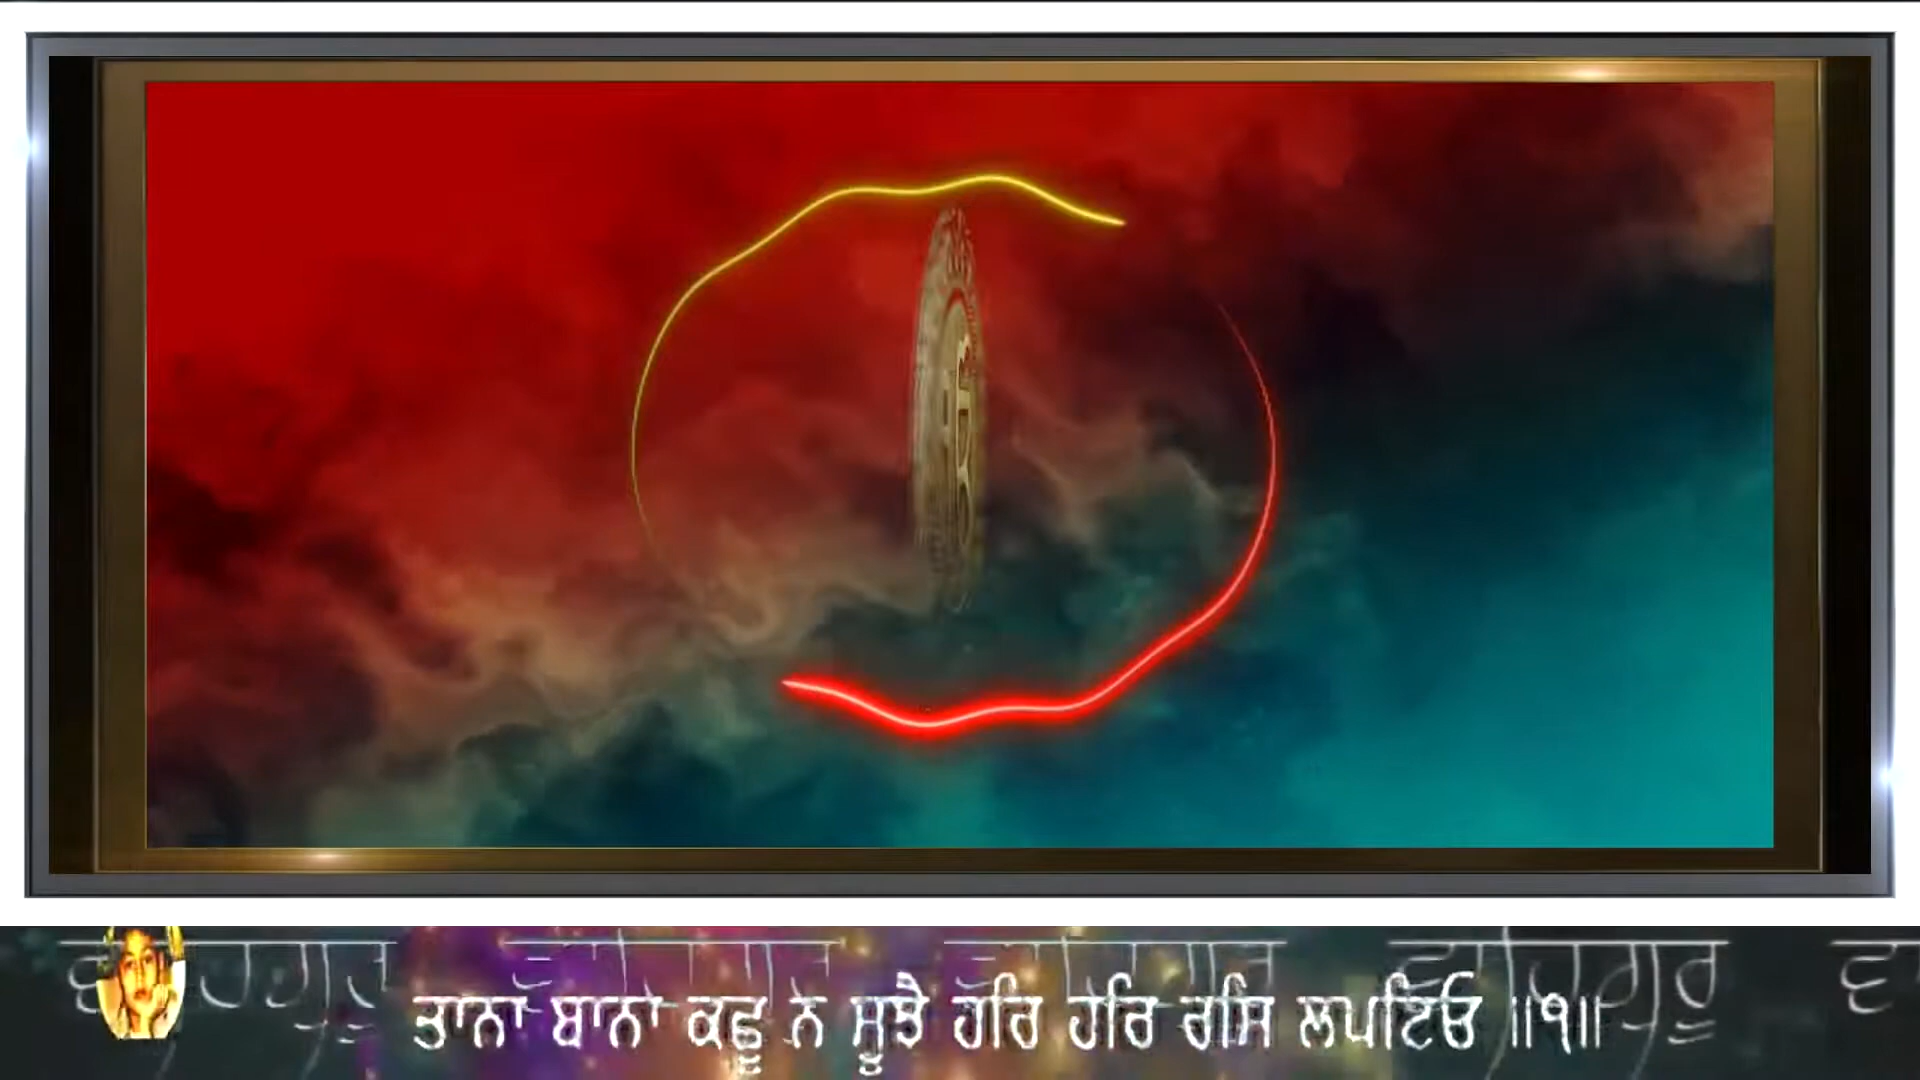 ਵਾਹਿਗੁਰੂ
ਤਾਨਾ ਬਾਨਾ ਕਛੂ ਨ ਸੂਝੈ ਹਰਿ ਹਰਿ ਰਸਿ ਲਪਟਿਓ ॥੧॥